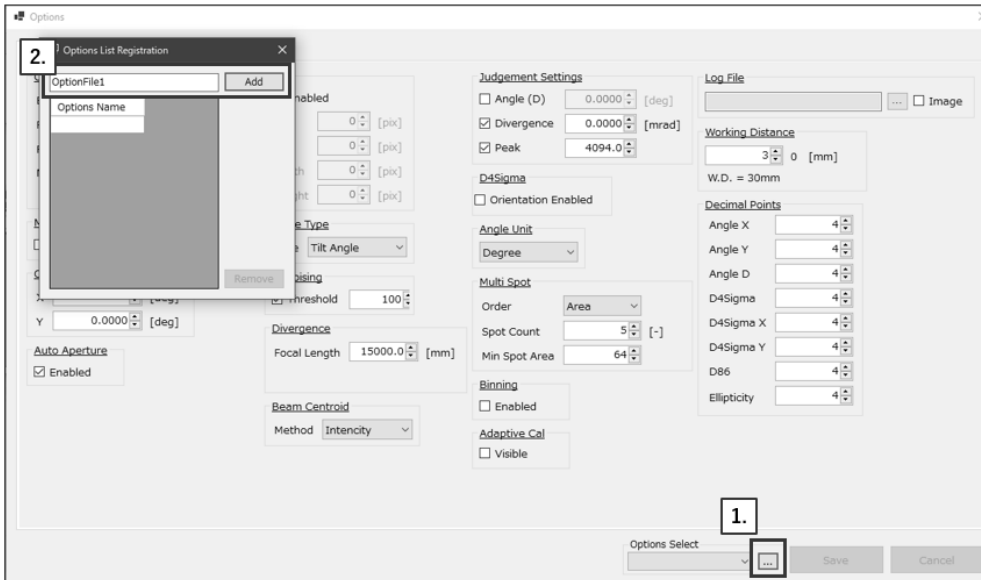 Options
2.
Options List Registration
OptionFile1
Add
Options Name
Remove
[deg]
Y 0.0000 [deg]
Auto Aperture
Enabled
0 [pix]
0 [pix]
0 [pix]
0 [pix]
Tilt Angle
Threshold 100
Divergence
Focal Length 15000.0 [mm]
Beam Centroid
Method Intencity
Judgement Settings
Angle (D) 0.0000 [deg]
Divergence 0.0000 [mrad]
Peak 4094.0
D4Sigma
Orientation Enabled
Angle Unit
Degree
Multi Spot
Order Area
Spot Count 5 [-]
Min Spot Area 64
Binning
Enabled
Adaptive Cal
Visible
Log File
... Image
Working Distance
3 0 [mm]
W.D. = 30mm
Decimal Points
Angle X 4
Angle Y 4
Angle D 4
D4Sigma 4
D4Sigma X 4
D4Sigma Y 4
D86 4
Ellipticity 4
1.
Options Select
...
Save
Cancel